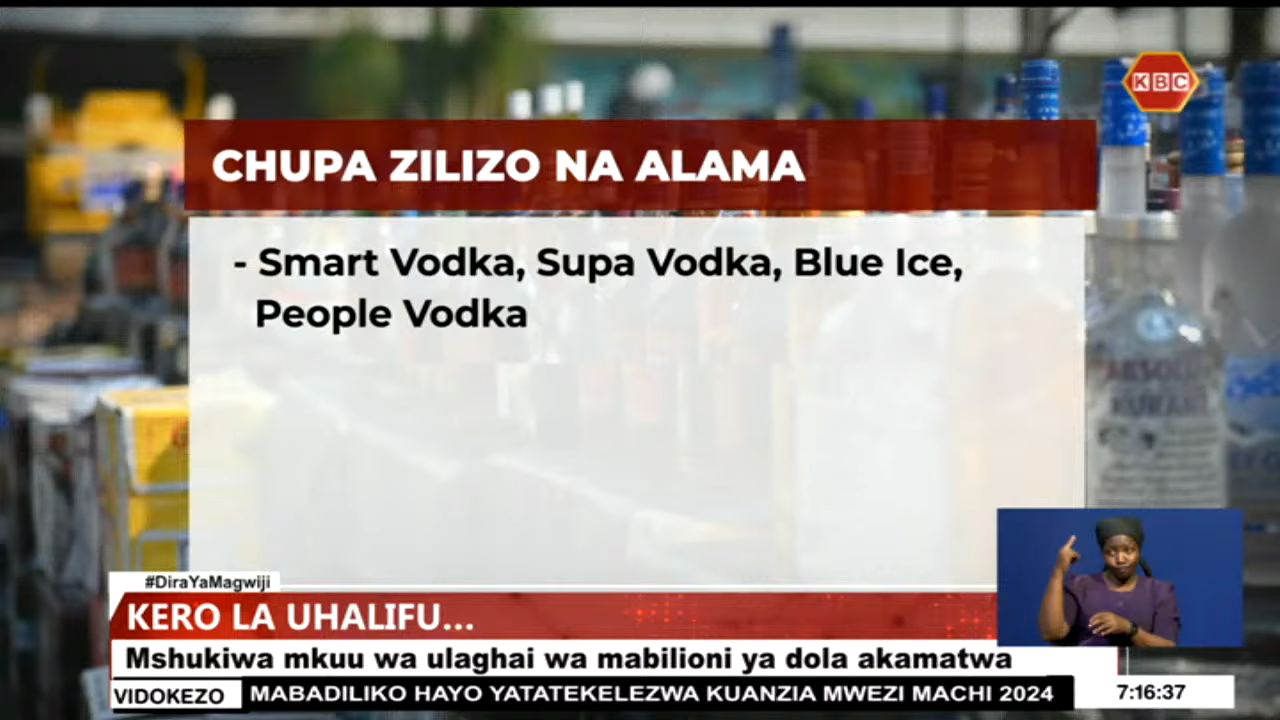 KBC
CHUPA ZILIZO NA ALAMA
- Smart Vodka, Supa Vodka, Blue Ice,
People Vodka
#DiraYaMagwiji
KERO LA UHALIFU...
Mshukiwa mkuu wa ulaghai wa mabilioni ya dola akamatwa
VIDOKEZO
MABADILIKO HAYO YATATEKELEZWA KUANZIA MWEZI MACHI 2024
7:16:37